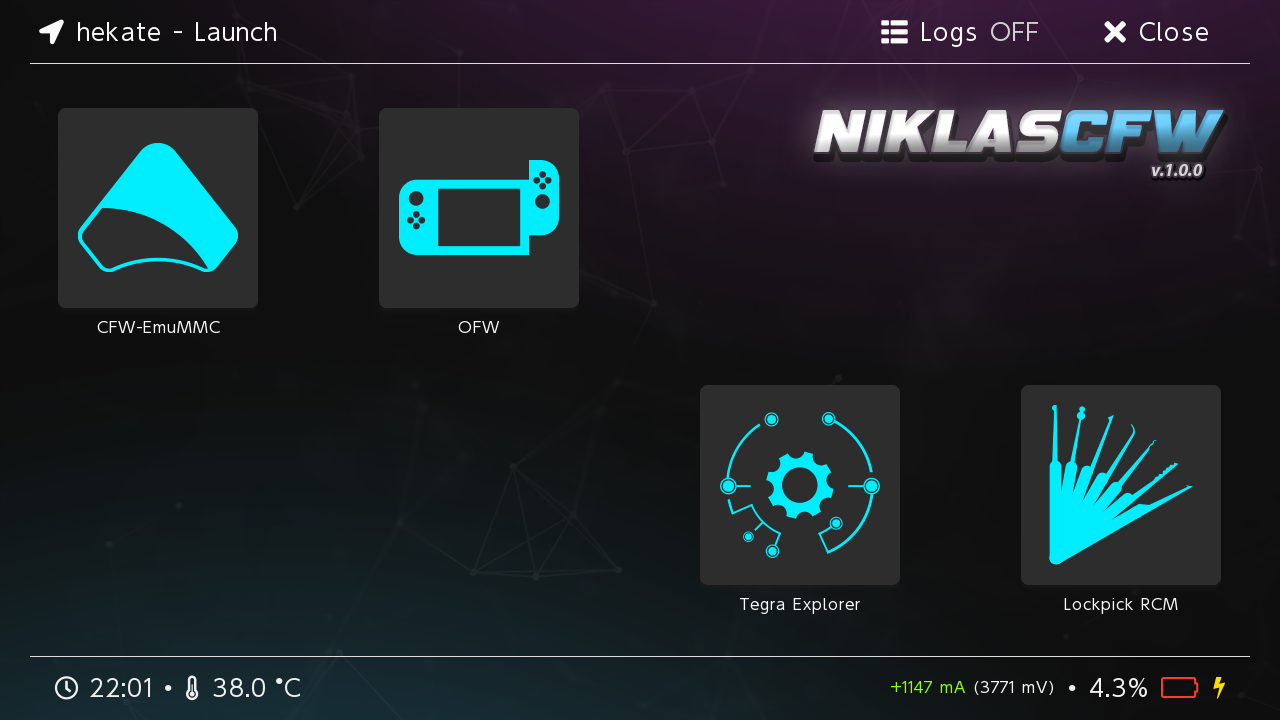 hekate - Launch
Logs OFF
Close
NIKLASCFW
v.1.0.0
CFW-EmuMMC
OFW
Tegra Explorer
Lockpick RCM
22:01 • 38.0 °C
+1147 mA (3771 mV) • 4.3%